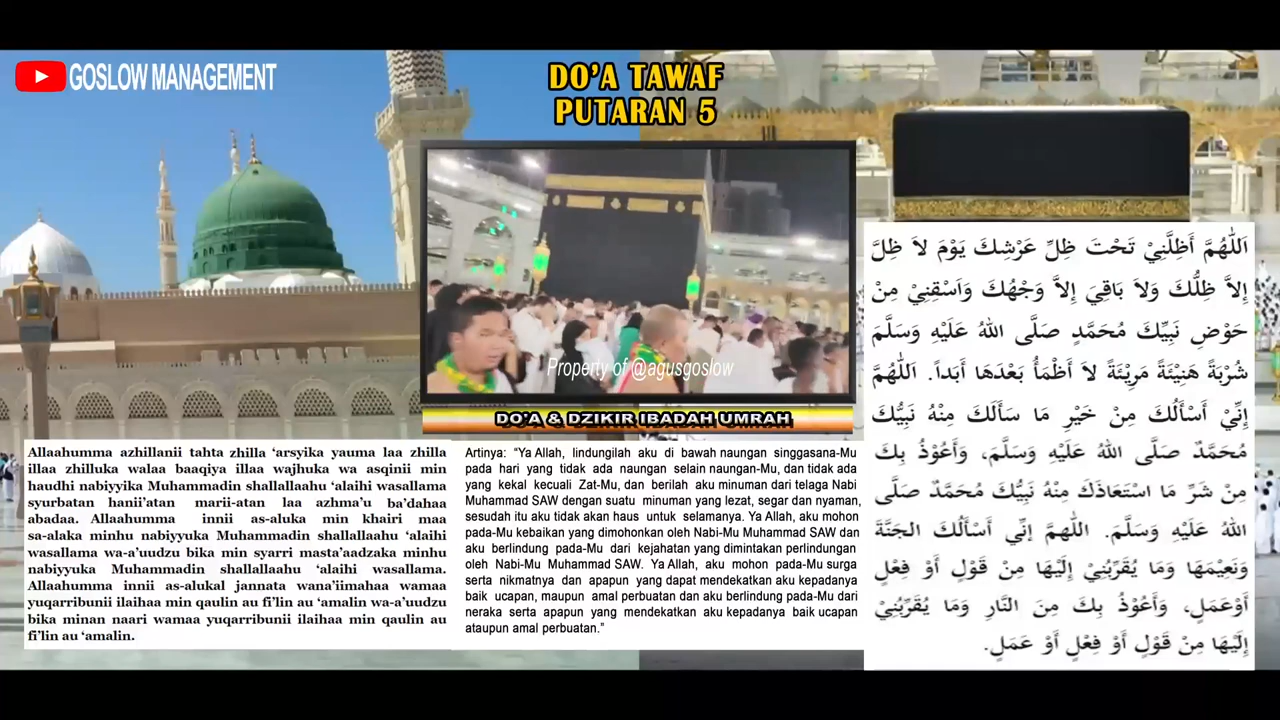 GOSLOW MANAGEMENT
DO'A TAWAF
PUTARAN 5
Property of @agusgoslow
DO'A & DZIKIR IBADAH UMRAH
Allaahumma azhillanii tahta zhilla ‘arsyika yauma laa zhilla
illaa zhilluka walaa baaqiya illaa wajhuka wa asqinii min
haudhi nabiyyika Muhammadin shallallaahu ‘alaihi wasallama
syurbatan hanii’atan marii-atan laa azhma’u ba’dahaa
abadaa. Allaahumma innii as-aluka min khairi maa
sa-alaka minhu nabiyyuka Muhammadin shallallaahu ‘alaihi
wasallama wa-a’uudzu bika min syarri masta’aadzaka minhu
nabiyyuka Muhammadin shallallaahu ‘alaihi wasallama.
Allaahumma innii as-alukal jannata wana’iimahaa wamaa
yuqarribunii ilaihaa min qaulin au fi’lin au ‘amalin wa-a’uudzu
bika minan naari wamaa yuqarribunii ilaihaa min qaulin au
fi’lin au ‘amalin.
Artinya: “Ya Allah, lindungilah aku di bawah naungan singgasana-Mu
pada hari yang tidak ada naungan selain naungan-Mu, dan tidak ada
yang kekal kecuali Zat-Mu, dan berilah aku minuman dari telaga Nabi
Muhammad SAW dengan suatu minuman yang lezat, segar dan nyaman,
sesudah itu aku tidak akan haus untuk selamanya. Ya Allah, aku mohon
pada-Mu kebaikan yang dimohonkan oleh Nabi-Mu Muhammad SAW dan
aku berlindung pada-Mu dari kejahatan yang dimintakan perlindungan
oleh Nabi-Mu Muhammad SAW. Ya Allah, aku mohon pada-Mu surga
serta nikmatnya dan apapun yang dapat mendekatkan aku kepadanya
baik ucapan, maupun amal perbuatan dan aku berlindung pada-Mu dari
neraka serta apapun yang mendekatkan aku kepadanya baik ucapan
ataupun amal perbuatan.”
اَللّٰهُمَّ أَظِلَّنِيْ تَحْتَ ظِلِّ عَرْشِكَ يَوْمَ لاَ ظِلَّ
إِلاَّ ظِلُّكَ وَلاَ بَاقِيَ إِلاَّ وَجْهُكَ وَاَسْقِنِيْ مِنْ
حَوْضِ نَبِيِّكَ مُحَمَّدٍ صَلَّى اللهُ عَلَيْهِ وَسَلَّمَ
شُرْبَةً هَنِيْئَةً مَرِيْئَةً لاَ أَظْمَأُ بَعْدَهَا أَبَداً. اَللّٰهُمَّ
إِنِّيْ أَسْأَلُكَ مِنْ خَيْرِ مَا سَأَلَكَ مِنْهُ نَبِيُّكَ
مُحَمَّدٌ صَلَّى اللهُ عَلَيْهِ وَسَلَّمَ، وَأَعُوْذُ بِكَ
مِنْ شَرِّ مَا اسْتَعَاذَكَ مِنْهُ نَبِيُّكَ مُحَمَّدٌ صَلَّى
اللهُ عَلَيْهِ وَسَلَّمَ. اللهُمَّ إِنِّي أَسْأَلُكَ الجَنَّةَ
وَنَعِيْمَهَا وَمَا يُقَرِّبُنِيْ إِلَيْهَا مِنْ قَوْلٍ أَوْ فِعْلٍ
أَوْعَمَلٍ، وَأَعُوْذُ بِكَ مِنَ النَّارِ وَمَا يُقَرِّبُنِيْ
إِلَيْهَا مِنْ قَوْلٍ أَوْ فِعْلٍ أَوْ عَمَلٍ.